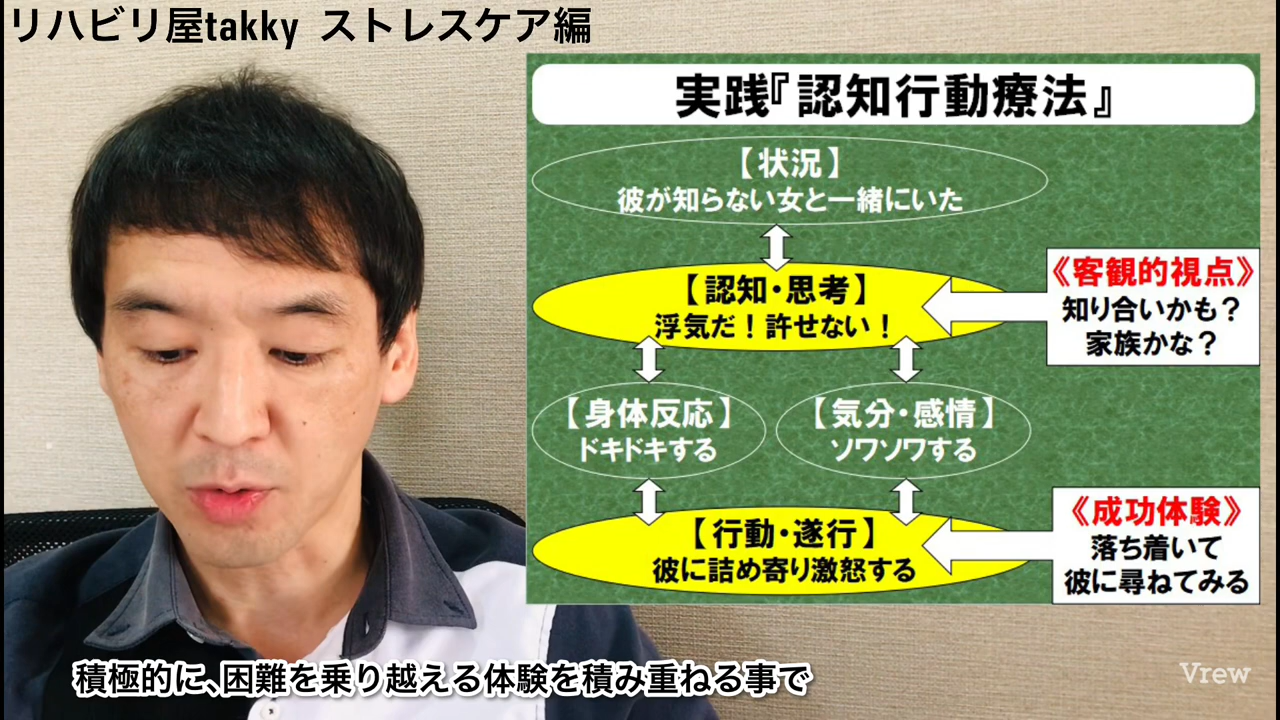 リハビリ屋takky ストレスケア編
実践『認知行動療法』
【状況】
彼が知らない女と一緒にいた
【認知・思考】
浮気だ！許せない！
《客観的視点》
知り合いかも？
家族かな？
【身体反応】
ドキドキする
【気分・感情】
ソワソワする
【行動・遂行】
彼に詰め寄り激怒する
《成功体験》
落ち着いて
彼に尋ねてみる
積極的に、困難を乗り越える体験を積み重ねる事で
Vrew